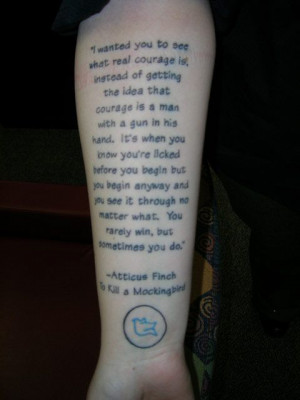 "I wanted you to see
what real courage is,
instead of getting
the idea that
courage is a man
with a gun in his
hand. It's when you
know you're licked
before you begin but
you begin anyway and
you see it through no
matter what. You
rarely win, but
sometimes you do."
-Atticus Finch
To Kill a Mockingbird